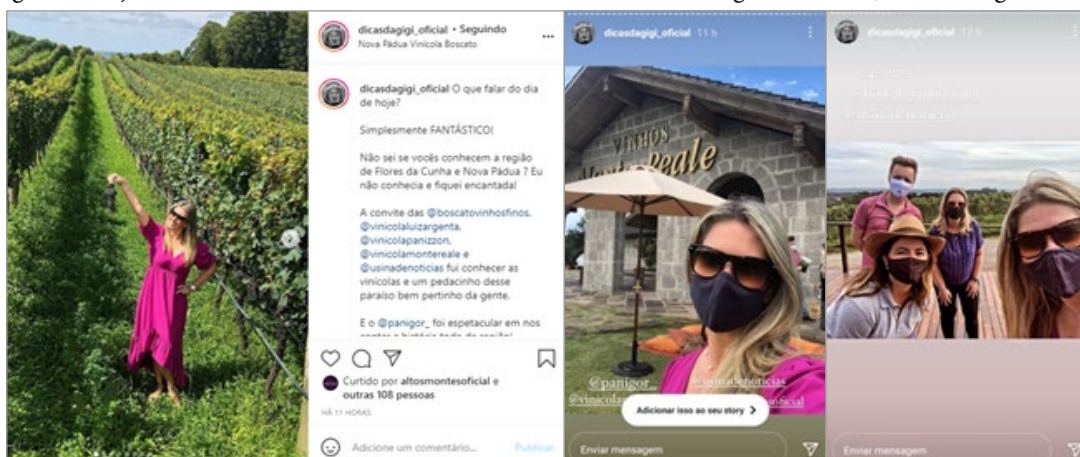 dicasdagigi_oficial • Seguindo
Nova Pádua Vinícola Boscato
dicasdagigi_oficial O que falar do dia
de hoje?
Simplesmente FANTÁSTICO!
Não sei se vocês conhecem a região
de Flores da Cunha e Nova Pádua ? Eu
não conhecia e fiquei encantada!
A convite das @boscatovinhosfinos,
@vinicolaluizargenta,
@vinicolapanizzon,
@vinicolamontereale e
@usinadenoticias fui conhecer as
vinícolas e um pedacinho desse
paraíso bem pertinho da gente.
E o @panigor_ foi espetacular em nos
Curtido por altosmontesoficial e
outras 108 pessoas
HÁ 11 HORAS
Adicione um comentário... Publicar
dicasdagigi_oficial 11 h
VINHOS
Reale
@panigor_ @usinadenoticias
Adicionar isso ao seu story
Enviar mensagem
dicasdagigi_oficial 12 h
Enviar mensagem